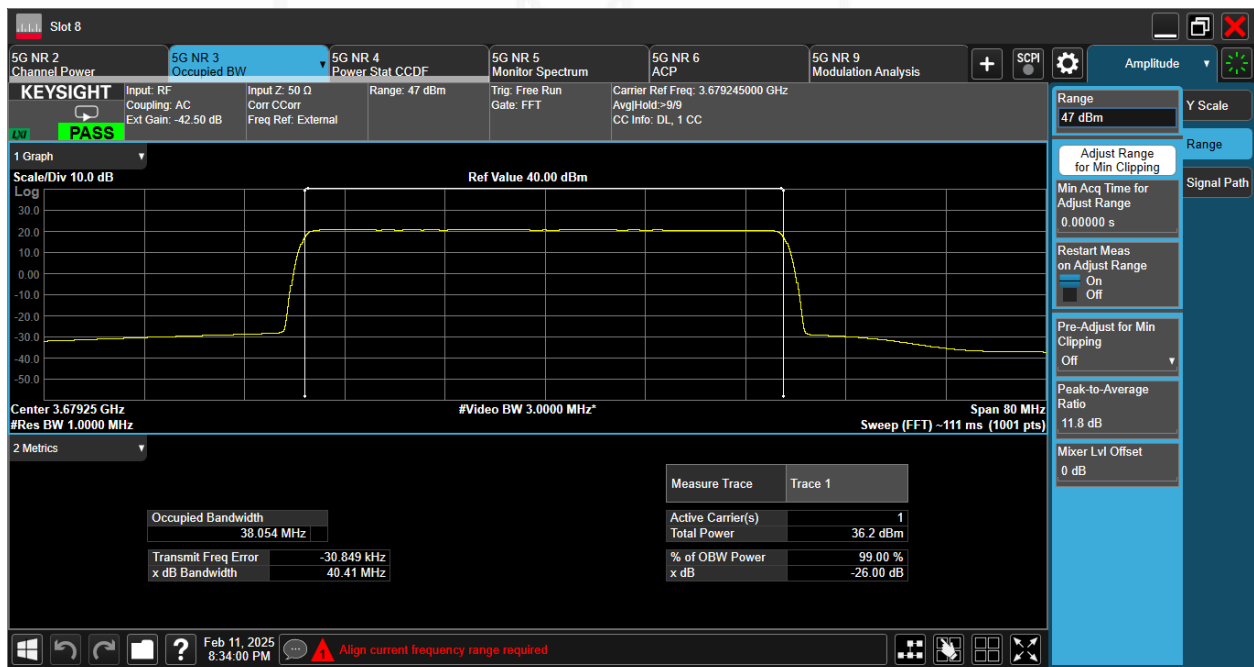 Slot 8
5G NR 2
Channel Power
5G NR 3
Occupied BW
5G NR 4
Power Stat CCDF
5G NR 5
Monitor Spectrum
5G NR 6
ACP
5G NR 9
Modulation Analysis
SCPI
Amplitude
KEYSIGHT
LXI
PASS
Input: RF
Coupling: AC
Ext Gain: -42.50 dB
Input Z: 50 Ω
Corr CCorr
Freq Ref: External
Range: 47 dBm
Trig: Free Run
Gate: FFT
Carrier Ref Freq: 3.679245000 GHz
Avg|Hold:>9/9
CC Info: DL, 1 CC
1 Graph
Scale/Div 10.0 dB
Ref Value 40.00 dBm
Log
30.0
20.0
10.0
0.00
-10.0
-20.0
-30.0
-40.0
-50.0
Center 3.67925 GHz
#Video BW 3.0000 MHz*
Span 80 MHz
#Res BW 1.0000 MHz
Sweep (FFT) ~111 ms (1001 pts)
2 Metrics
Measure Trace Trace 1
Occupied Bandwidth
38.054 MHz
Transmit Freq Error -30.849 kHz
x dB Bandwidth 40.41 MHz
Active Carrier(s) 1
Total Power 36.2 dBm
% of OBW Power 99.00 %
x dB -26.00 dB
Range
47 dBm
Adjust Range
for Min Clipping
Min Acq Time for
Adjust Range
0.00000 s
Restart Meas
on Adjust Range
On
Off
Pre-Adjust for Min
Clipping
Off
Peak-to-Average
Ratio
11.8 dB
Mixer Lvl Offset
0 dB
Y Scale
Range
Signal Path
?
Feb 11, 2025
8:34:00 PM
1
Align current frequency range required